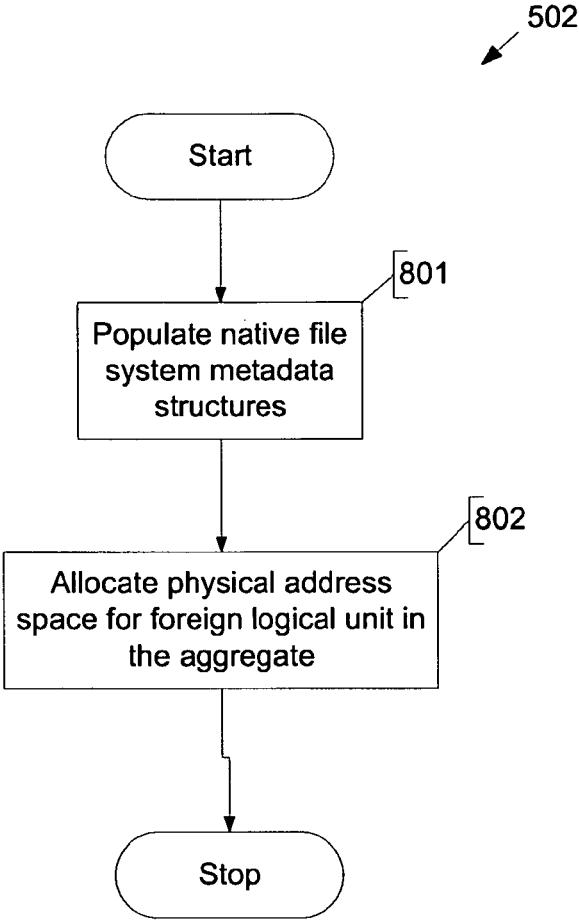 502
Start
801
Populate native file
system metadata
structures
802
Allocate physical address
space for foreign logical unit in
the aggregate
Stop